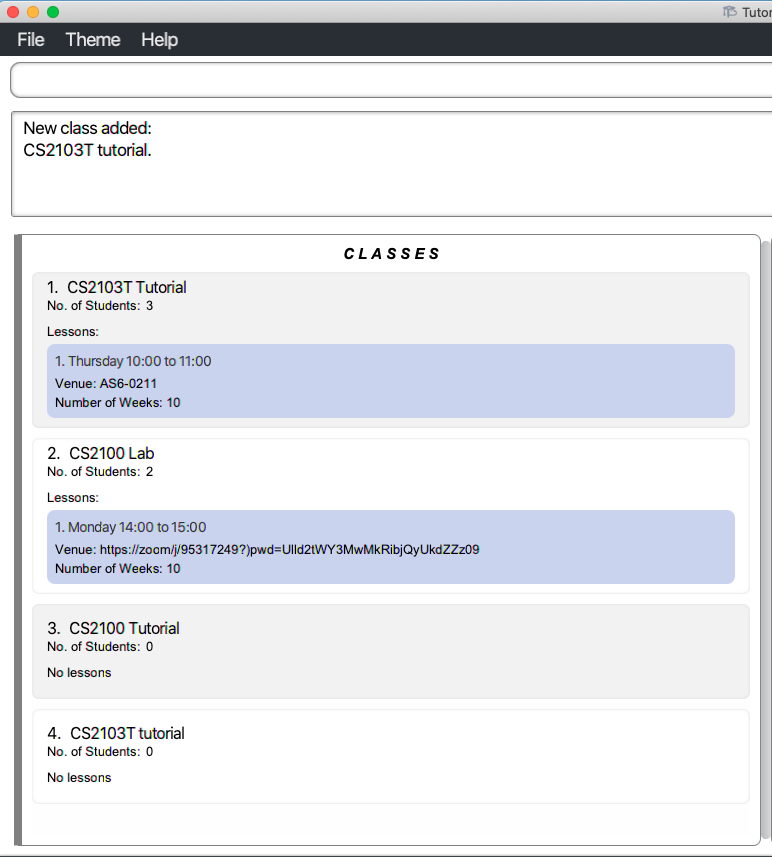 Tutor
File Theme Help
New class added:
CS2103T tutorial.
CLASSES
1. CS2103T Tutorial
No. of Students: 3
Lessons:
1. Thursday 10:00 to 11:00
Venue: AS6-0211
Number of Weeks: 10
2. CS2100 Lab
No. of Students: 2
Lessons:
1. Monday 14:00 to 15:00
Venue: https://zoom/j/95317249?)pwd=Ulld2tWY3MwMkRibjQyUkdZZz09
Number of Weeks: 10
3. CS2100 Tutorial
No. of Students: 0
No lessons
4. CS2103T tutorial
No. of Students: 0
No lessons